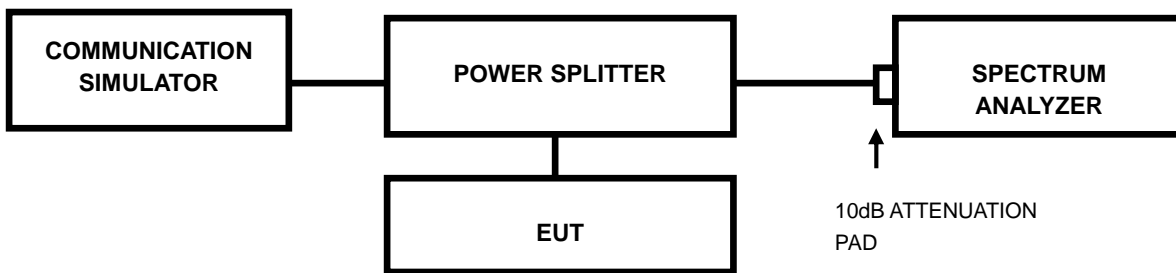 COMMUNICATION
SIMULATOR
POWER SPLITTER
SPECTRUM
ANALYZER
EUT
10dB ATTENUATION
PAD